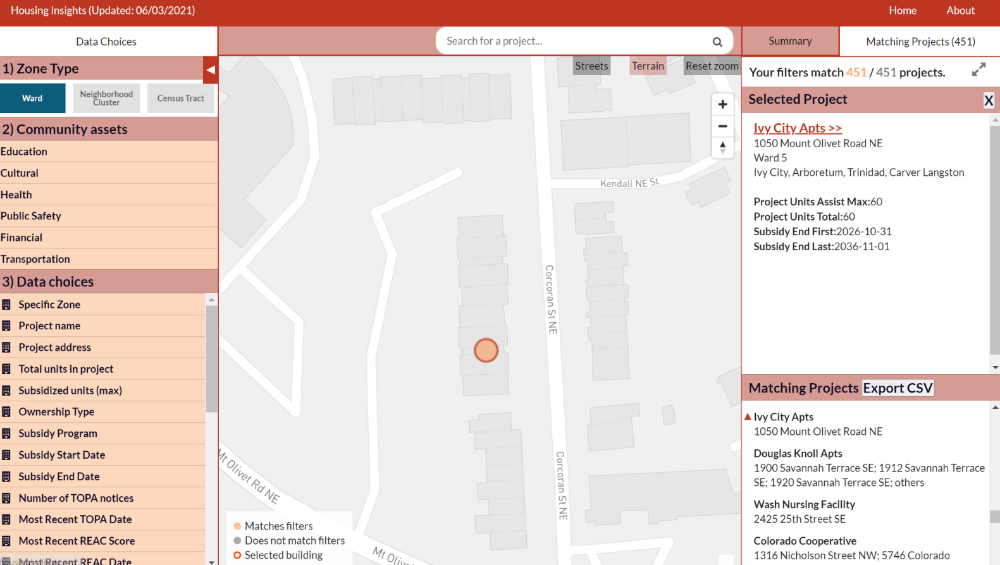 Housing Insights (Updated: 06/03/2021)
Home
About
Data Choices
Search for a project...
Summary
Matching Projects (451)
1) Zone Type
Ward
Neighborhood
Cluster
Census Tract
2) Community assets
Education
Cultural
Health
Public Safety
Financial
Transportation
3) Data choices
Specific Zone
Project name
Project address
Total units in project
Subsidized units (max)
Ownership Type
Subsidy Program
Subsidy Start Date
Subsidy End Date
Number of TOPA notices
Most Recent TOPA Date
Most Recent REAC Score
Most Recent REAC Date
Streets
Terrain
Reset zoom
Kendall NE St
Corcoran St NE
Corcoran St NE
Mt Olivet Rd NE
Mt Olive
Matches filters
Does not match filters
Selected building
Your filters match 451 / 451 projects.
Selected Project
X
Ivy City Apts >>
1050 Mount Olivet Road NE
Ward 5
Ivy City, Arboretum, Trinidad, Carver Langston
Project Units Assist Max:60
Project Units Total:60
Subsidy End First:2026-10-31
Subsidy End Last:2036-11-01
Matching Projects Export CSV
Ivy City Apts
1050 Mount Olivet Road NE
Douglas Knoll Apts
1900 Savannah Terrace SE; 1912 Savannah Terrace
SE; 1920 Savannah Terrace SE; others
Wash Nursing Facility
2425 25th Street SE
Colorado Cooperative
1316 Nicholson Street NW; 5746 Colorado